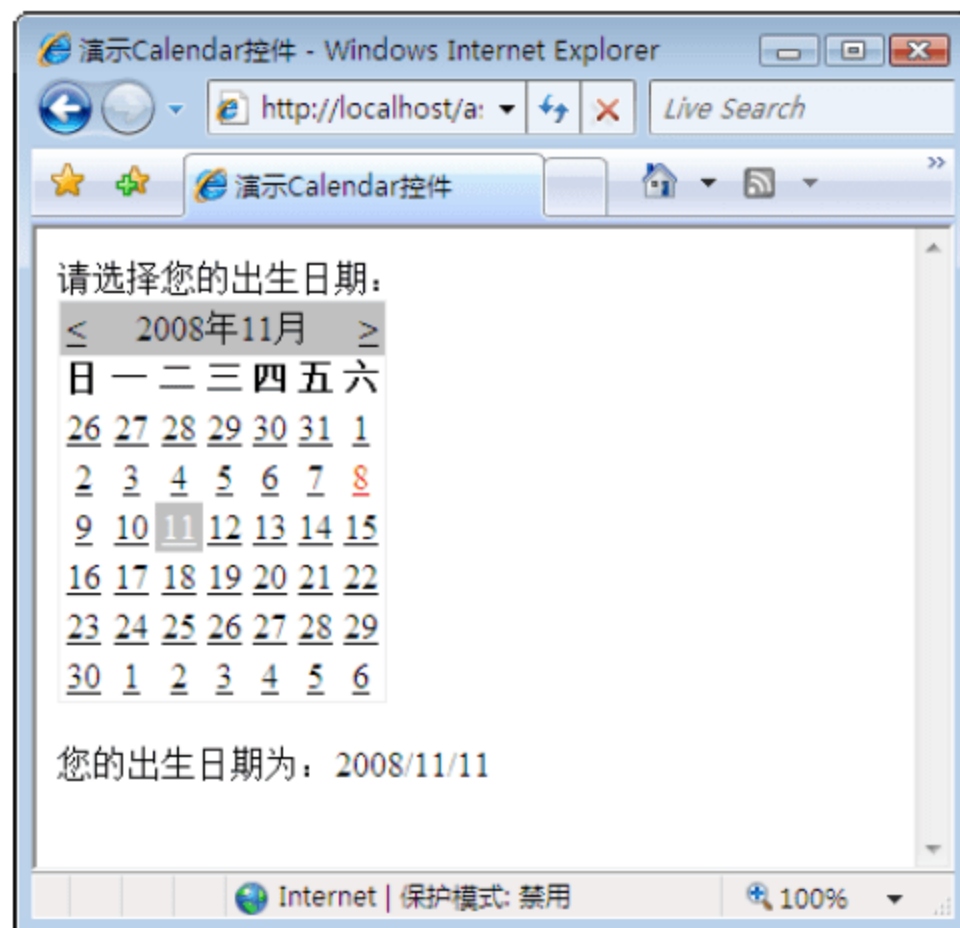 演示Calendar控件 - Windows Internet Explorer
http://localhost/a: Live Search
演示Calendar控件 »
请选择您的出生日期：
< 2008年11月 >
日 一 二 三 四 五 六
26 27 28 29 30 31 1
2 3 4 5 6 7 8
9 10 11 12 13 14 15
16 17 18 19 20 21 22
23 24 25 26 27 28 29
30 1 2 3 4 5 6
您的出生日期为：2008/11/11
Internet | 保护模式: 禁用 100%